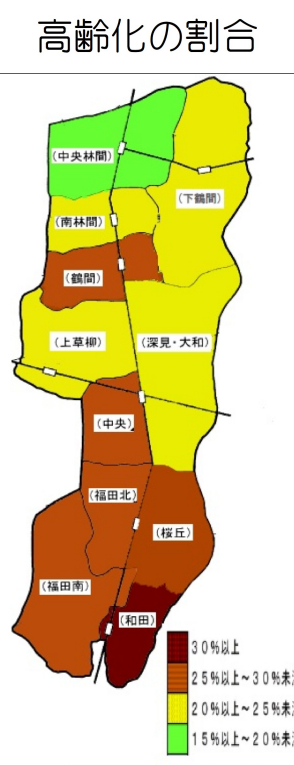 高齢化の割合
(中央林間)
(下鶴間)
(南林間)
(鶴間)
(上草柳)
(深見・大和)
(中央)
(福田北)
(桜丘)
(福田南)
(和田)
30%以上
25%以上～30%未
20%以上～25%未
15%以上～20%未